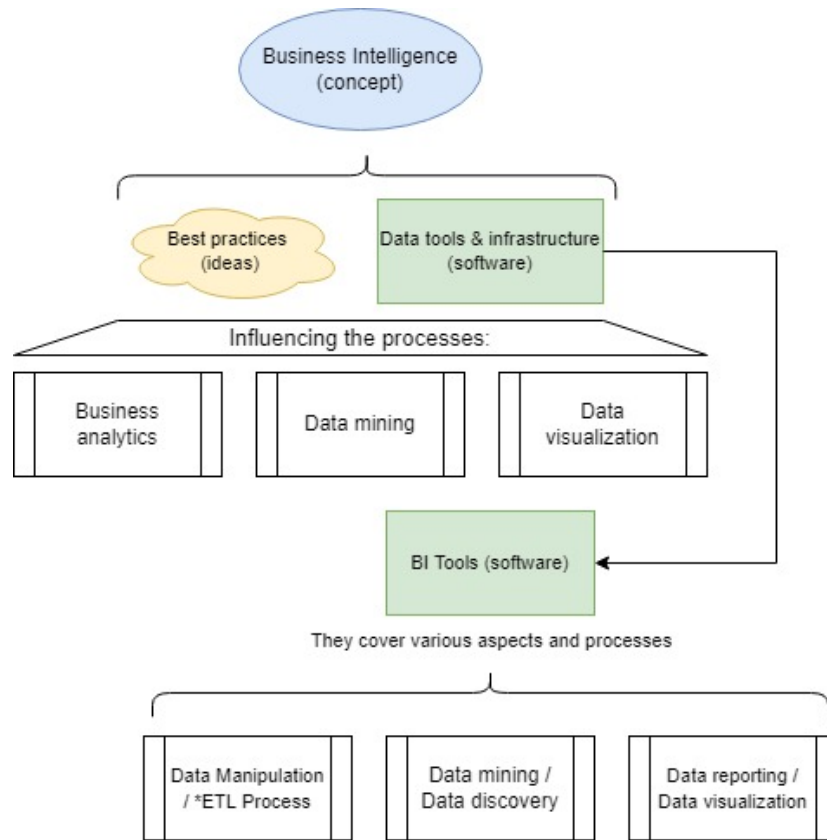 Business Intelligence
(concept)
Best practices
(ideas)
Data tools & infrastructure
(software)
Influencing the processes:
Business
analytics
Data mining
Data
visualization
BI Tools (software)
They cover various aspects and processes
Data Manipulation
/ *ETL Process
Data mining /
Data discovery
Data reporting /
Data visualization